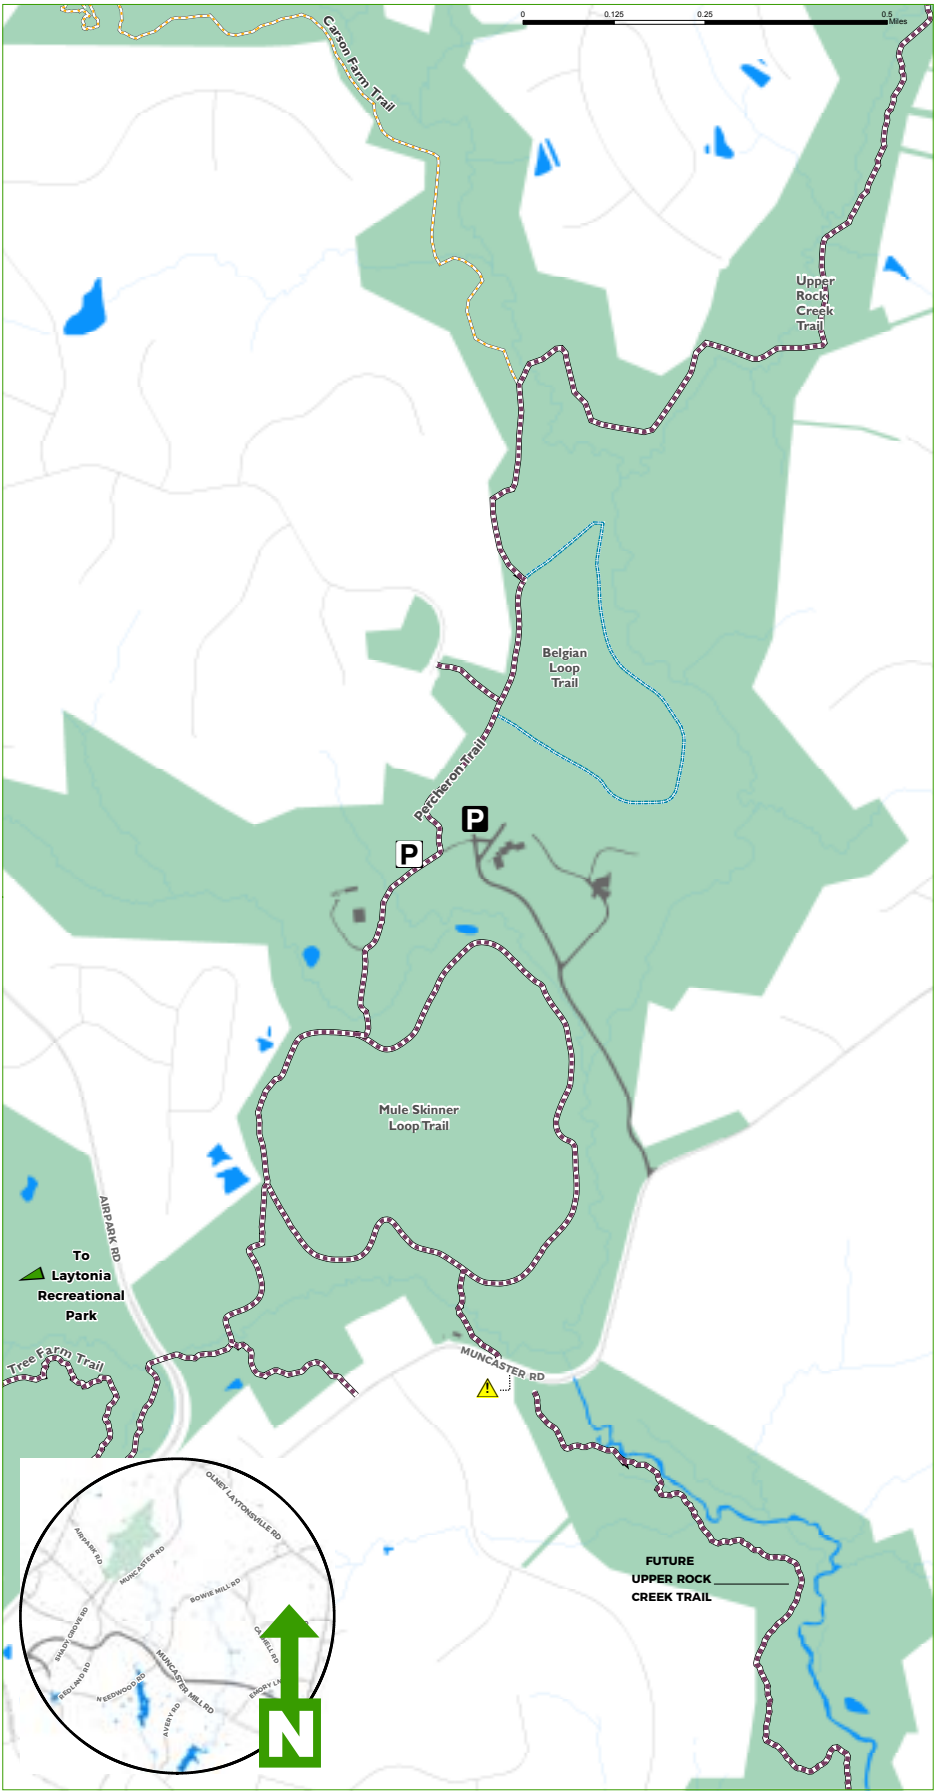 0 0.125 0.25 0.5
Miles
Carson Farm Trail
Upper
Rock
Creek
Trail
Belgian
Loop
Trail
Percheron Trail
P
P
Mule Skinner
Loop Trail
AIRPARK RD
To
Laytonia
Recreational
Park
Tree Farm Trail
MUNCASTER RD
!
FUTURE
UPPER ROCK
CREEK TRAIL
OLNEY LAYTONSVILLE RD
AIRPARK RD
MUNCASTER RD
BOWIE MILL RD
SHADY GROVE RD
REDLAND RD
NEEDWOOD RD
MUNCASTER MILL RD
AVERY RD
EMORY LN
N